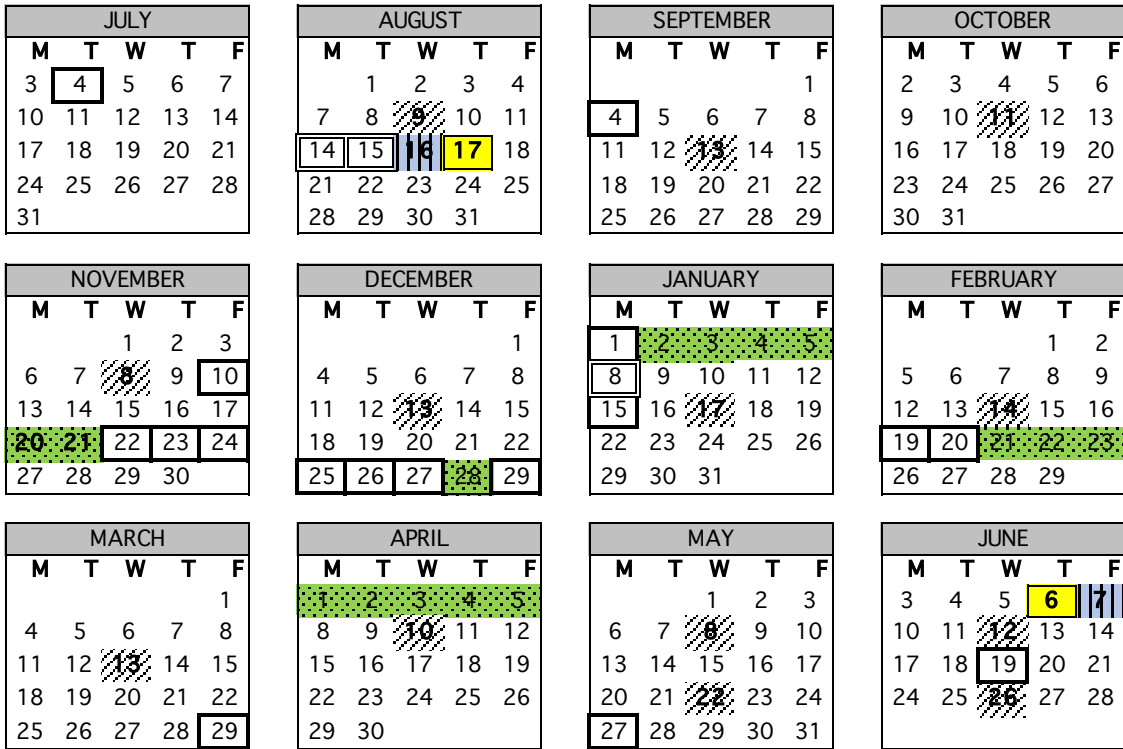 JULY AUGUST SEPTEMBER OCTOBER
M T W T F M T W T F M T W T F M T W T F
3 4 5 6 7 1 2 3 4 1 2 3 4 5 6
10 11 12 13 14 7 8 9 10 11 4 5 6 7 8 9 10 11 12 13
17 18 19 20 21 14 15 16 17 18 11 12 13 14 15 16 17 18 19 20
24 25 26 27 28 21 22 23 24 25 18 19 20 21 22 23 24 25 26 27
31 28 29 30 31 25 26 27 28 29 30 31
NOVEMBER DECEMBER JANUARY FEBRUARY
M T W T F M T W T F M T W T F M T W T F
1 2 3 1 1 2 3 4 5 1 2
6 7 8 9 10 4 5 6 7 8 8 9 10 11 12 5 6 7 8 9
13 14 15 16 17 11 12 13 14 15 15 16 17 18 19 12 13 14 15 16
20 21 22 23 24 18 19 20 21 22 22 23 24 25 26 19 20 21 22 23
27 28 29 30 25 26 27 28 29 29 30 31 26 27 28 29
MARCH APRIL MAY JUNE
M T W T F M T W T F M T W T F M T W T F
1 1 2 3 4 5 1 2 3 3 4 5 6 7
4 5 6 7 8 8 9 10 11 12 6 7 8 9 10 10 11 12 13 14
11 12 13 14 15 15 16 17 18 19 13 14 15 16 17 17 18 19 20 21
18 19 20 21 22 22 23 24 25 26 20 21 22 23 24 24 25 26 27 28
25 26 27 28 29 29 30 27 28 29 30 31